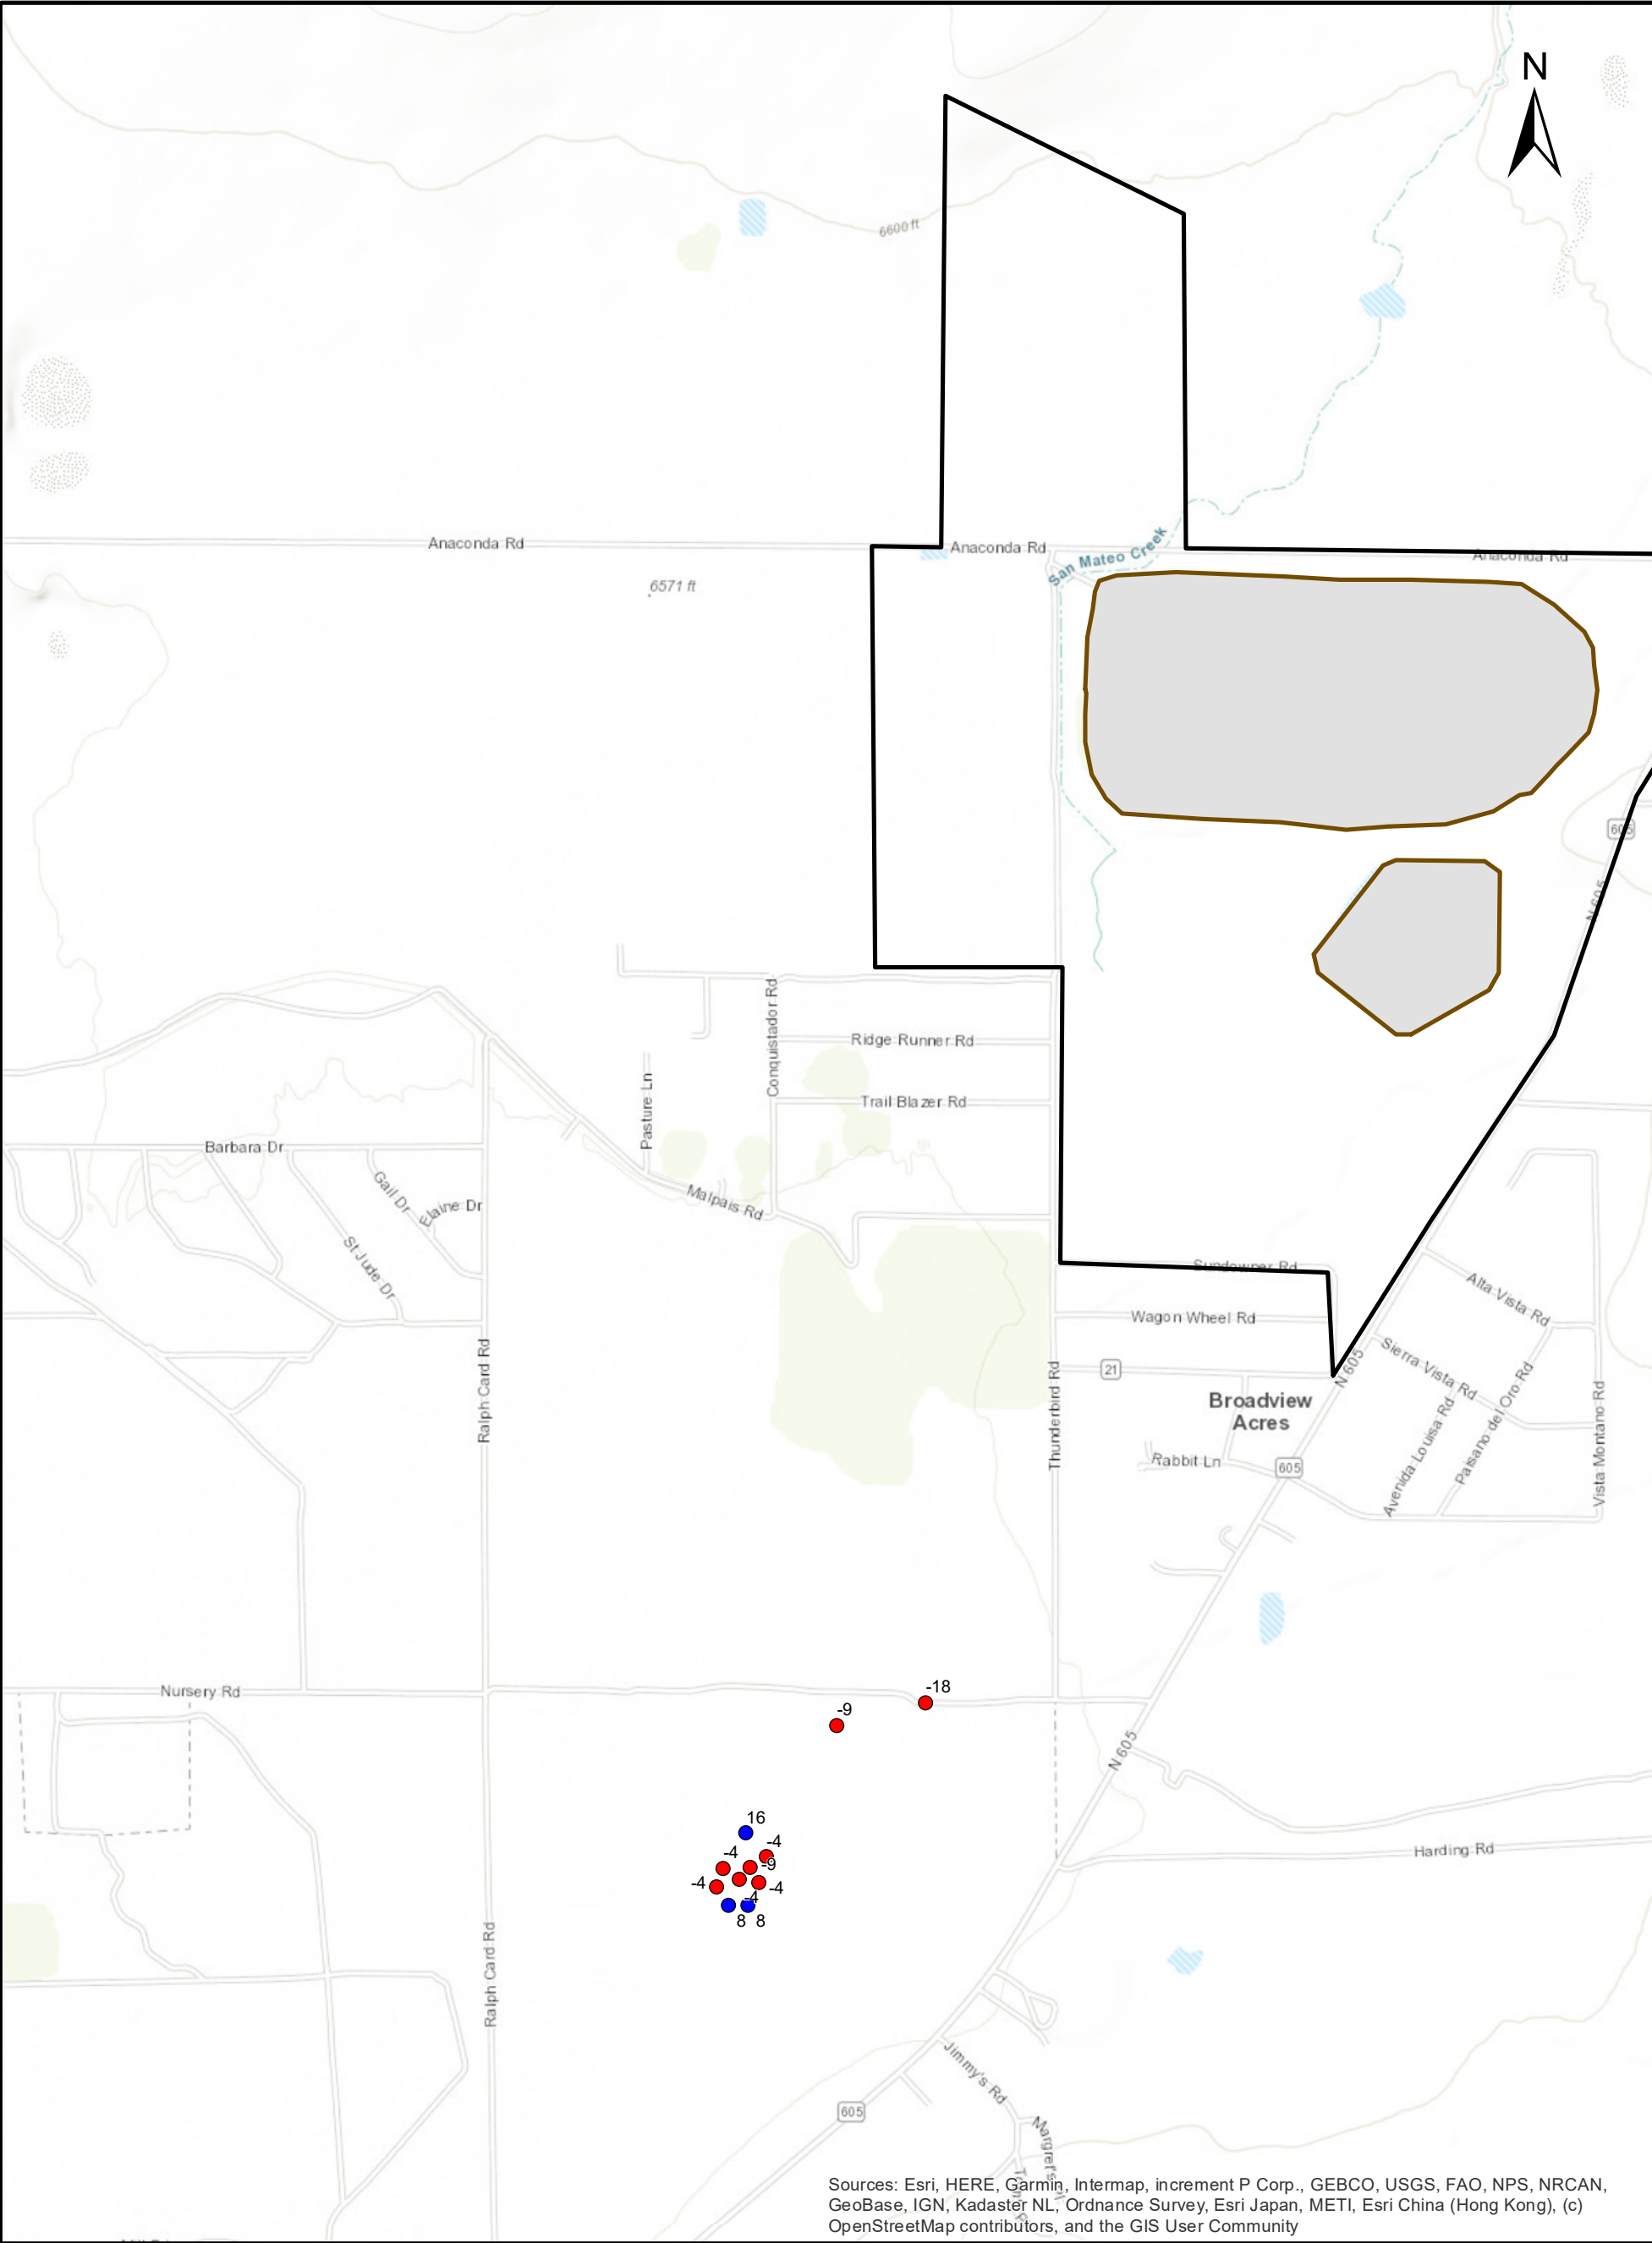 N
6600 ft
Anaconda Rd
Anaconda Rd
San Mateo Creek
Anaconda Rd
6571 ft
605
N 605
Conquistador Rd
Ridge Runner Rd
Pasture Ln
Trail Blazer Rd
Barbara Dr
Gail Dr
Elaine Dr
Malpais Rd
St Jude Dr
Sundowner Rd
Alta Vista Rd
Wagon Wheel Rd
Sierra Vista Rd
N 605
21
Ralph Card Rd
Thunderbird Rd
Broadview
Acres
Paisano del Oro Rd
Avenida Louisa Rd
Vista Montano Rd
Rabbit Ln
605
Nursery Rd
-18
-9
N 605
16
-4
-4
-9
-4
-4
-4
8 8
Harding Rd
Ralph Card Rd
Jimmy's Rd
605
Sources: Esri, HERE, Garmin, Intermap, increment P Corp., GEBCO, USGS, FAO, NPS, NRCAN,
GeoBase, IGN, Kadaster NL, Ordnance Survey, Esri Japan, METI, Esri China (Hong Kong), (c)
OpenStreetMap contributors, and the GIS User Community